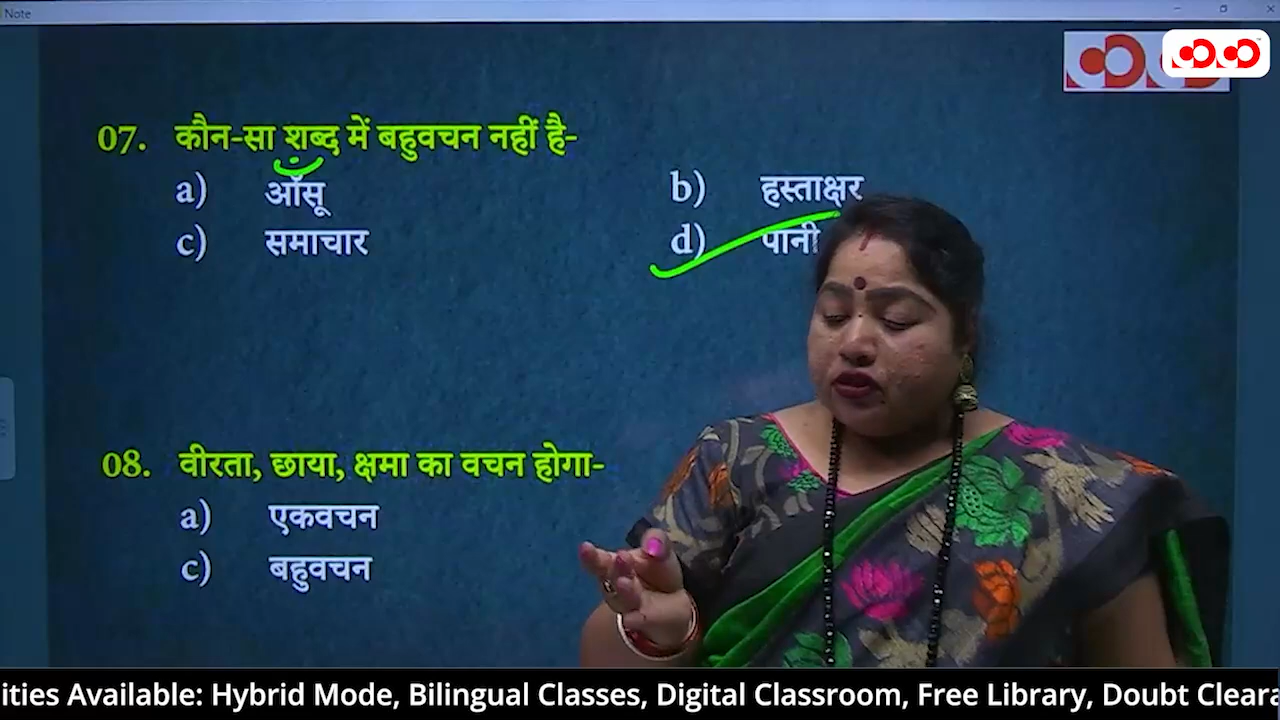 Note
07. कौन-सा शब्द में बहुवचन नहीं है-
a) आँसू b) हस्ताक्षर
c) समाचार d) पानी
08. वीरता, छाया, क्षमा का वचन होगा-
a) एकवचन
c) बहुवचन
ities Available: Hybrid Mode, Bilingual Classes, Digital Classroom, Free Library, Doubt Cleara